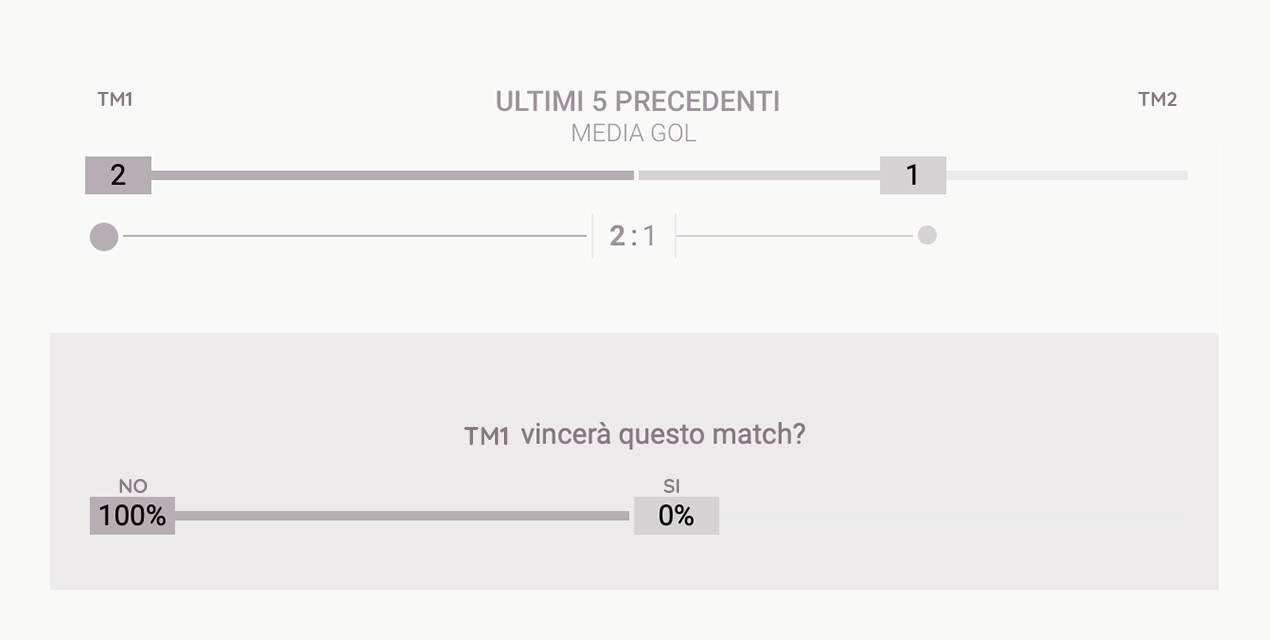 TM1 ULTIMI 5 PRECEDENTI TM2
MEDIA GOL
2 1
2 : 1
TM1 vincerà questo match?
NO SI
100% 0%